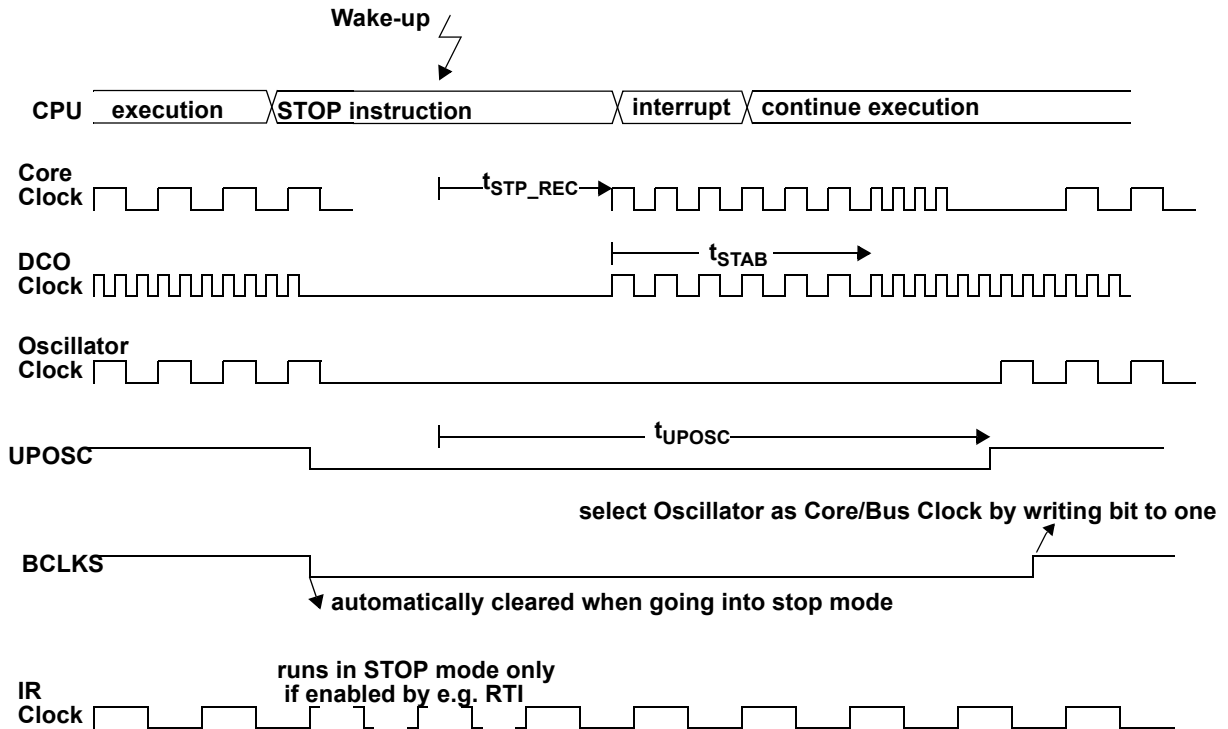 Wake-up
CPU execution STOP instruction interrupt continue execution
Core
Clock
tSTP_REC
DCO
Clock
tSTAB
Oscillator
Clock
tUPOSC
UPOSC
select Oscillator as Core/Bus Clock by writing bit to one
BCLKS
automatically cleared when going into stop mode
runs in STOP mode only
if enabled by e.g. RTI
IR
Clock